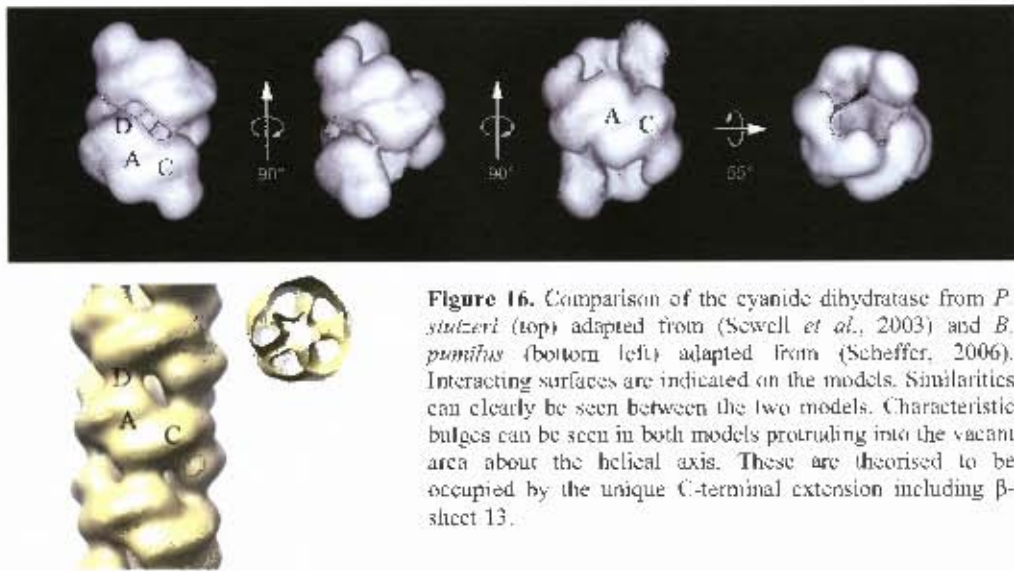 D
A C
90°
90°
A C
55°
D
A
C
Figure 16. Comparison of the cyanide dihydratase from P.
stutzeri (top) adapted from (Sewell et al., 2003) and B.
pumilus (bottom left) adapted from (Scheffer, 2006).
Interacting surfaces are indicated on the models. Similarities
can clearly be seen between the two models. Characteristic
bulges can be seen in both models protruding into the vacant
area about the helical axis. These are theorised to be
occupied by the unique C-terminal extension including β-
sheet 13.